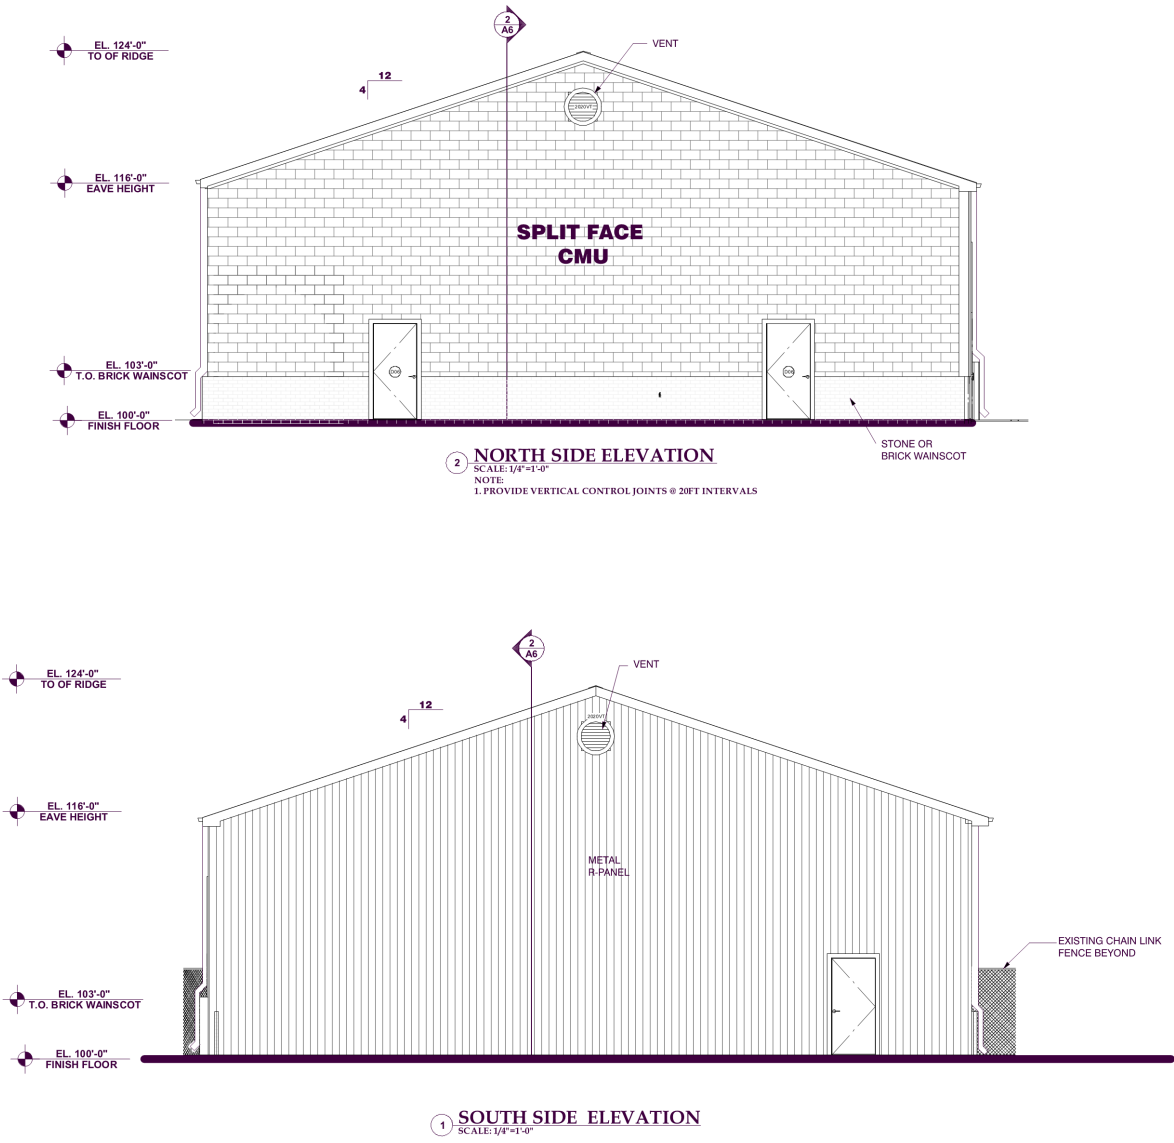 2
A6
EL. 124'-0"
TO OF RIDGE
VENT
12
4
2020VT
EL. 116'-0"
EAVE HEIGHT
SPLIT FACE
CMU
EL. 103'-0"
T.O. BRICK WAINSCOT
EL. 100'-0"
FINISH FLOOR
STONE OR
BRICK WAINSCOT
2 NORTH SIDE ELEVATION
SCALE: 1/4"=1'-0"
NOTE:
1. PROVIDE VERTICAL CONTROL JOINTS @ 20FT INTERVALS
2
A6
VENT
EL. 124'-0"
TO OF RIDGE
12
4
2020VT
EL. 116'-0"
EAVE HEIGHT
METAL
R-PANEL
EXISTING CHAIN LINK
FENCE BEYOND
EL. 103'-0"
T.O. BRICK WAINSCOT
EL. 100'-0"
FINISH FLOOR
1 SOUTH SIDE ELEVATION
SCALE: 1/4"=1'-0"